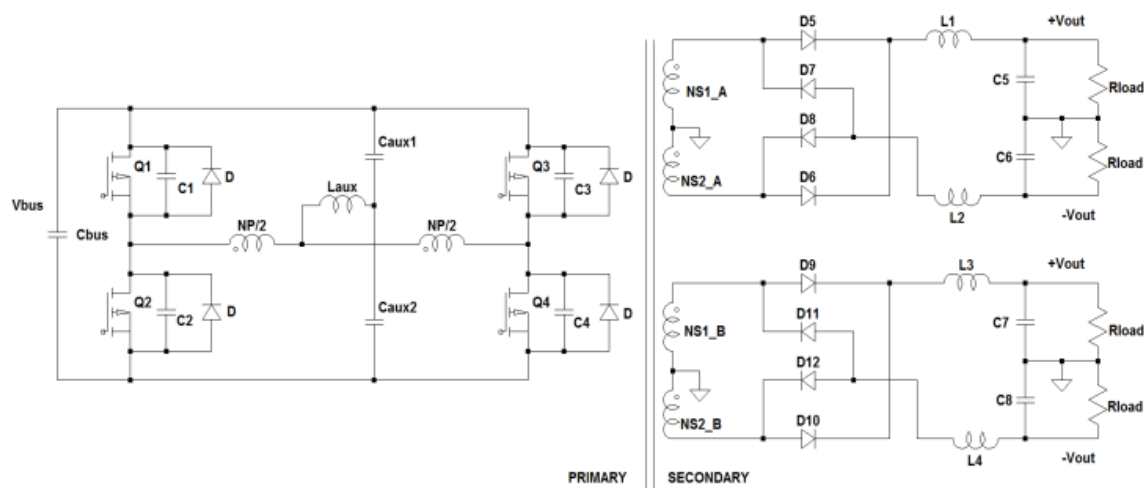 Vbus
Cbus
Q1
C1
D
Q2
C2
D
NP/2
Laux
Caux1
Caux2
NP/2
Q3
C3
D
Q4
C4
D
PRIMARY
SECONDARY
NS1_A
NS2_A
D5
D7
D8
D6
L1
L2
C5
C6
+Vout
Rload
Rload
-Vout
NS1_B
NS2_B
D9
D11
D12
D10
L3
L4
C7
C8
+Vout
Rload
Rload
-Vout